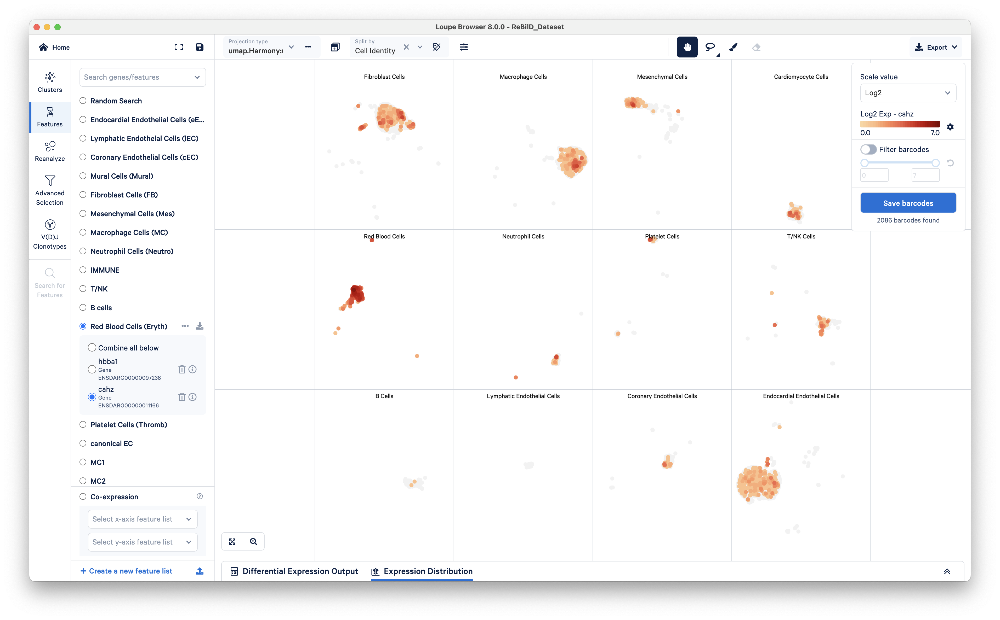 Loupe Browser 8.0.0 - ReBilD_Dataset
Home
Projection type
umap.Harmony:
Split by
Cell Identity
Export
Clusters
Features
Reanalyze
Advanced
Selection
V(D)J
Clonotypes
Search for
Features
Search genes/features
Random Search
Endocardial Endothelial Cells (eE...
Lymphatic Endothelal Cells (lEC)
Coronary Endothelial Cells (cEC)
Mural Cells (Mural)
Fibroblast Cells (FB)
Mesenchymal Cells (Mes)
Macrophage Cells (MC)
Neutrophil Cells (Neutro)
IMMUNE
T/NK
B cells
Red Blood Cells (Eryth)
Combine all below
hbba1
Gene
ENSDARG00000097238
cahz
Gene
ENSDARG00000011166
Platelet Cells (Thromb)
canonical EC
MC1
MC2
Co-expression
Select x-axis feature list
Select y-axis feature list
+ Create a new feature list
Fibroblast Cells
Macrophage Cells
Mesenchymal Cells
Cardiomyocyte Cells
Red Blood Cells
Neutrophil Cells
Platelet Cells
T/NK Cells
B Cells
Lymphatic Endothelial Cells
Coronary Endothelial Cells
Endocardial Endothelial Cells
Scale value
Log2
Log2 Exp - cahz
0.0 7.0
Filter barcodes
0 7
Save barcodes
2086 barcodes found
Differential Expression Output
Expression Distribution